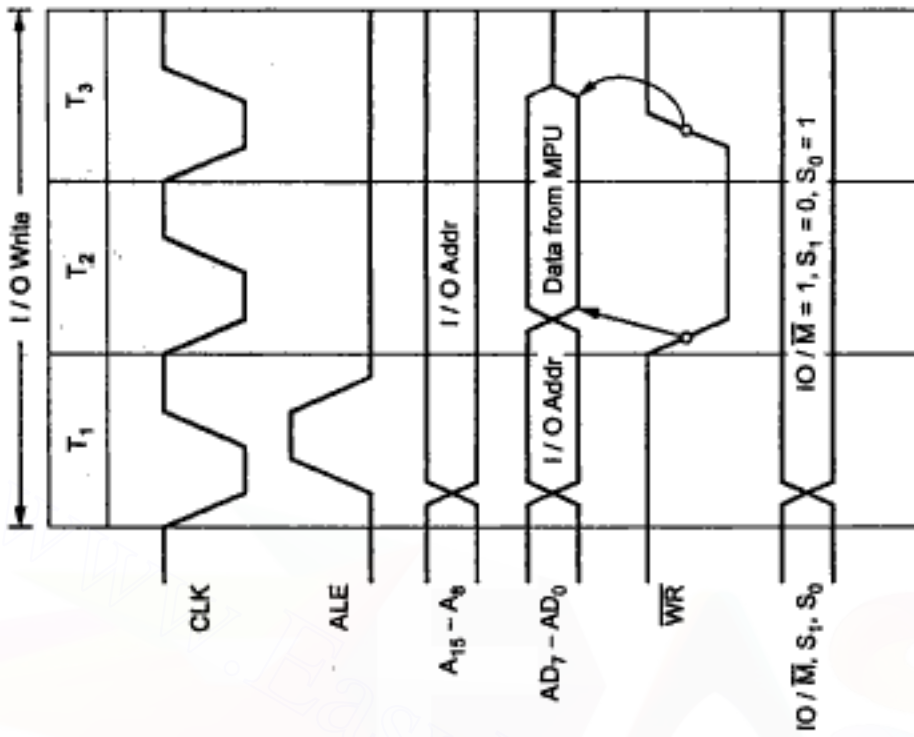 I / O Write
T1
T2
T3
CLK
ALE
A15 – A8
I / O Addr
AD7 – AD0
I / O Addr
Data from MPU
WR
IO / M, S1, S0
IO / M = 1, S1 = 0, S0 = 1